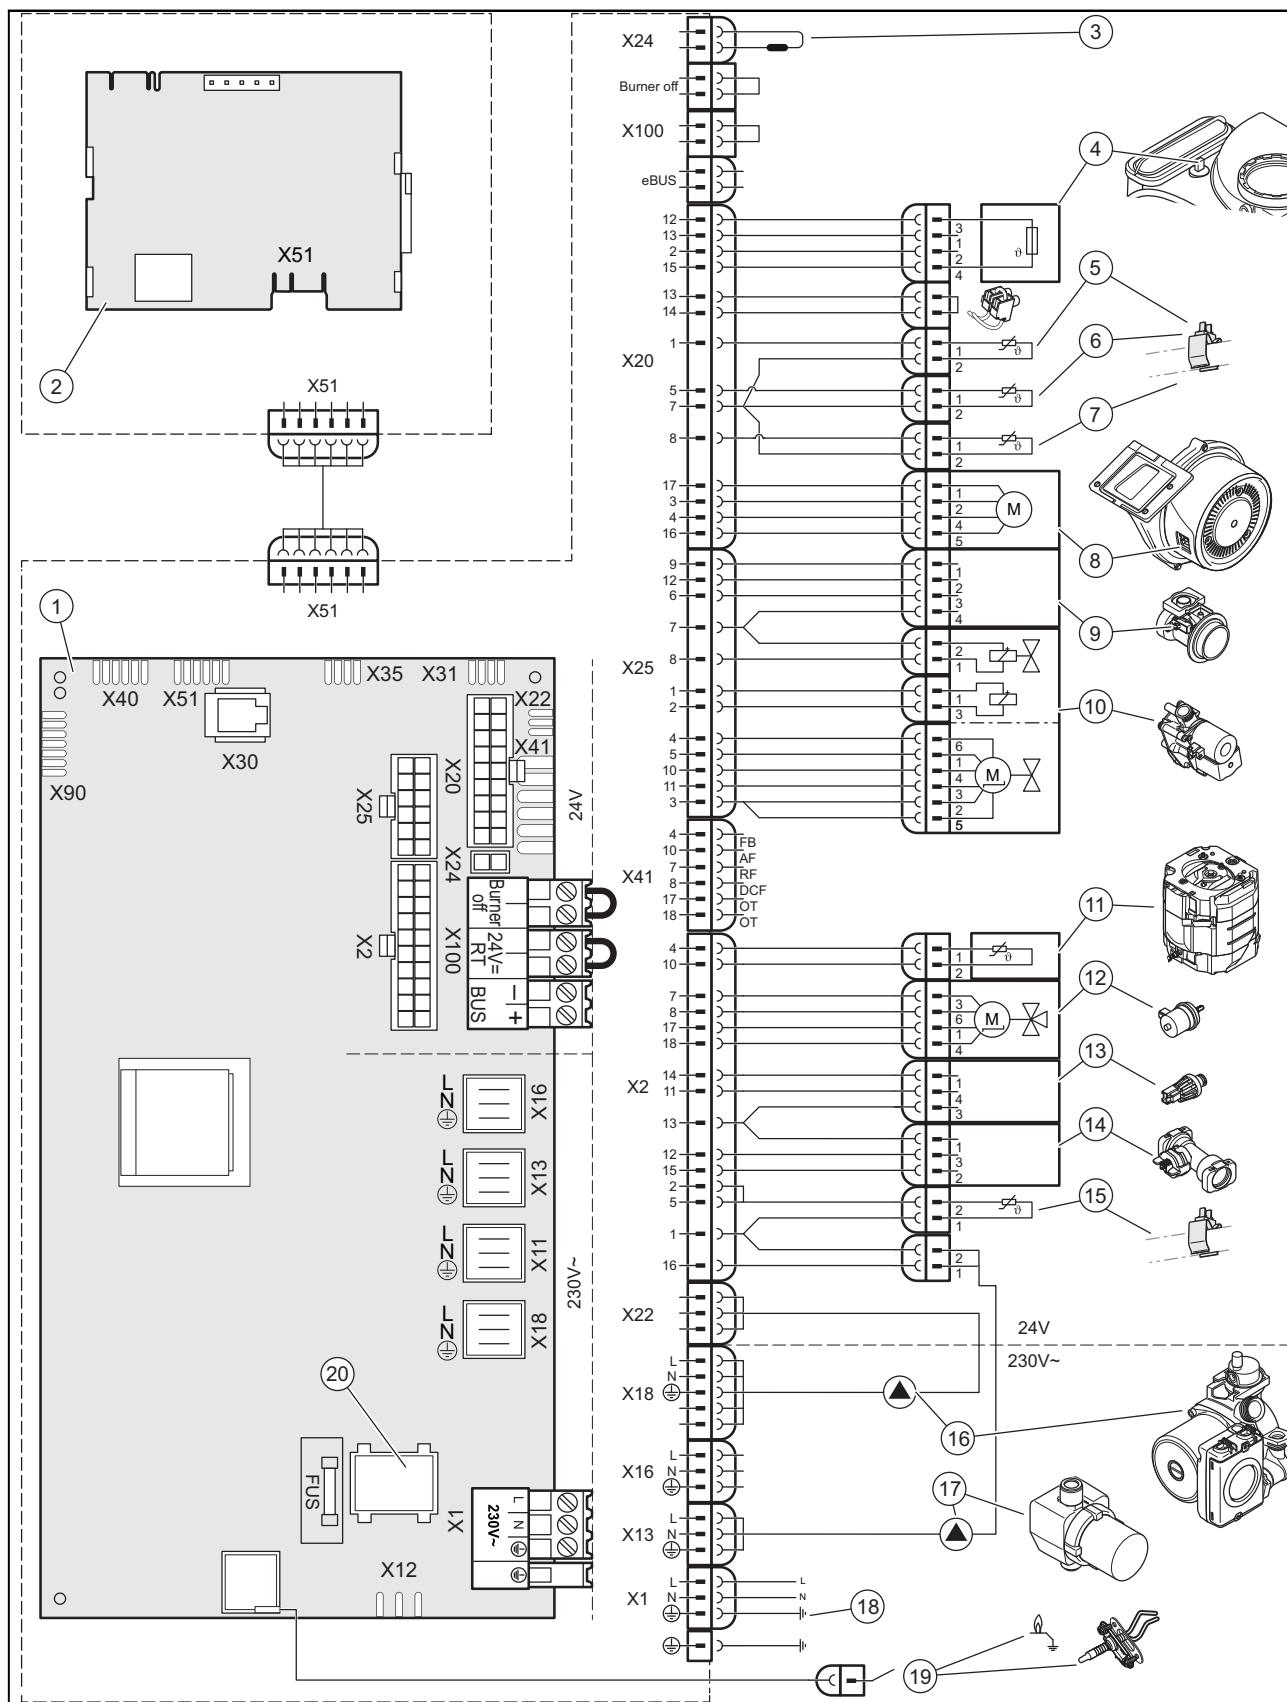 X24
3
Burner off
X100
eBUS
4
12
13
2
15
3
1
2
4
ϑ
13
14
5
1
X20
1
2
ϑ
6
5
7
1
2
ϑ
7
8
1
2
ϑ
17
3
4
16
1
2
4
5
M
8
9
12
6
1
2
3
4
9
7
X25
8
2
1
1
2
1
3
10
4
5
10
11
3
6
1
4
3
2
5
M
X41
4
10
7
8
17
18
FB
AF
RF
DCF
OT
OT
11
4
10
1
2
ϑ
12
7
8
17
18
3
6
1
4
M
X2
14
11
13
1
4
3
13
12
15
2
5
1
3
2
14
2
1
ϑ
15
1
16
2
1
X22
24V
230V~
L
N
X18
16
L
N
X16
17
L
N
X13
L
N
X1
L
N
18
19
X51
2
X51
X51
1
X40
X51
X35
X31
X22
X30
X41
X90
X20
X25
24V
X24
Burner
off
X2
X100
24V=
RT
BUS
– +
L
N
X16
L
N
X13
L
N
X11
L
N
X18
230V~
20
FUS
X1
230V~
L
N
X12